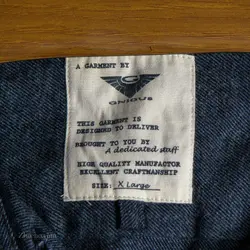 A GARMENT BY
G
GNIOUS
THIS GARMENT IS
DESIGNED TO DELIVER
BROUGHT TO YOU BY
A dedicated staff
HIGH QUALITY MANUFACTOR
EXCELLENT CRAFTMANSHIP
SIZE: X Large